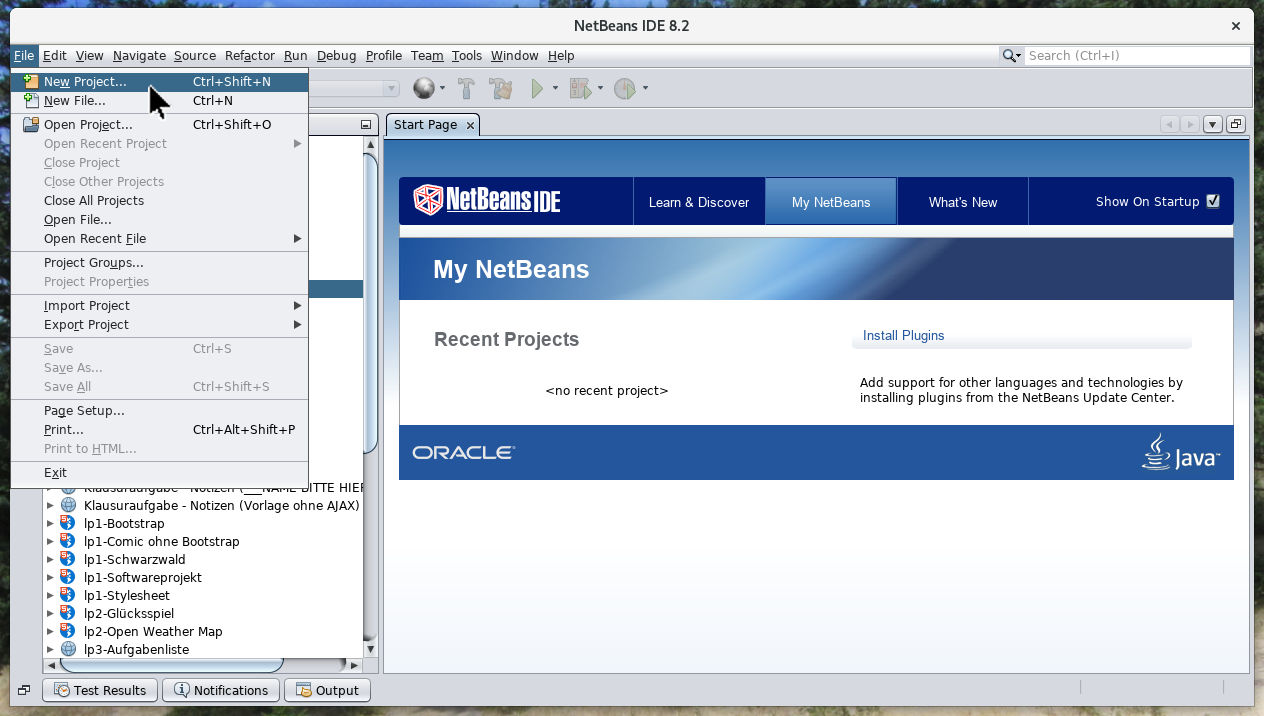 NetBeans IDE 8.2
File Edit View Navigate Source Refactor Run Debug Profile Team Tools Window Help
Search (Ctrl+I)
New Project... Ctrl+Shift+N
New File... Ctrl+N
Open Project... Ctrl+Shift+O
Open Recent Project
Close Project
Close Other Projects
Close All Projects
Open File...
Open Recent File
Project Groups...
Project Properties
Import Project
Export Project
Save Ctrl+S
Save As...
Save All Ctrl+Shift+S
Page Setup...
Print... Ctrl+Alt+Shift+P
Print to HTML...
Exit
Klausuraufgabe - Notizen (___NAME BITTE HIER
Klausuraufgabe - Notizen (Vorlage ohne AJAX)
lp1-Bootstrap
lp1-Comic ohne Bootstrap
lp1-Schwarzwald
lp1-Softwareprojekt
lp1-Stylesheet
lp2-Glücksspiel
lp2-Open Weather Map
lp3-Aufgabenliste
Start Page
NetBeans IDE
Learn & Discover
My NetBeans
What's New
Show On Startup
My NetBeans
Recent Projects
<no recent project>
Install Plugins
Add support for other languages and technologies by
installing plugins from the NetBeans Update Center.
ORACLE
Java
Test Results
Notifications
Output